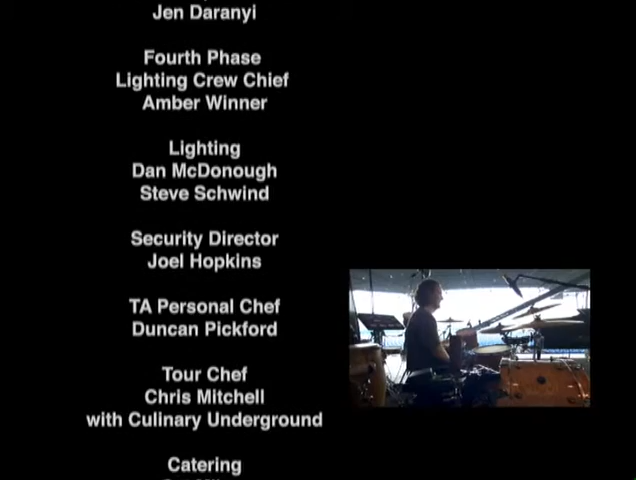 Jen Daranyi
Fourth Phase
Lighting Crew Chief
Amber Winner
Lighting
Dan McDonough
Steve Schwind
Security Director
Joel Hopkins
TA Personal Chef
Duncan Pickford
Tour Chef
Chris Mitchell
with Culinary Underground
Catering